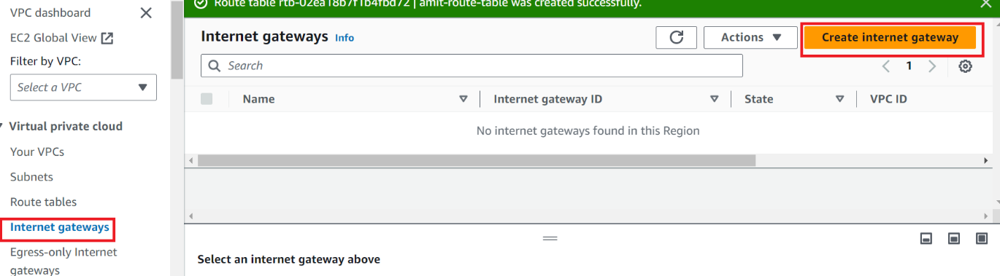 VPC dashboard
EC2 Global View
Filter by VPC:
Select a VPC
Virtual private cloud
Your VPCs
Subnets
Route tables
Internet gateways
Egress-only Internet
gateways
Route table rtb-02ea18b7f1b4fbd72 | amit-route-table was created successfully.
Internet gateways Info
Actions
Create internet gateway
Search
1
Name Internet gateway ID State VPC ID
No internet gateways found in this Region
Select an internet gateway above